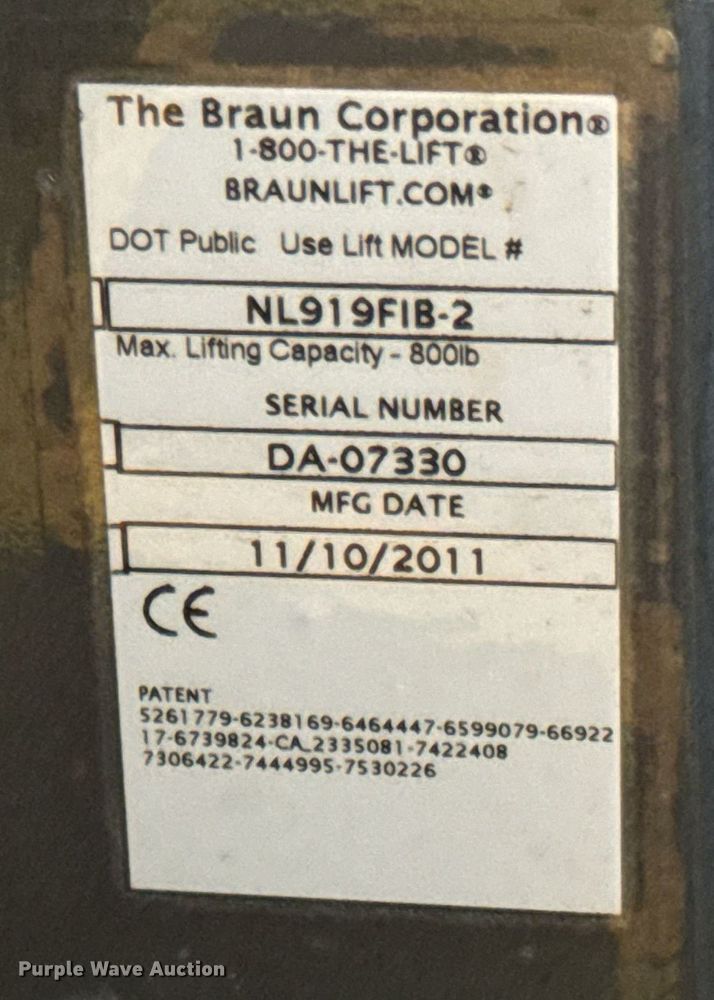 The Braun Corporation®
1-800-THE-LIFT®
BRAUNLIFT.COM®
DOT Public Use Lift MODEL #
NL919FIB-2
Max. Lifting Capacity - 800lb
SERIAL NUMBER
DA-07330
MFG DATE
11/10/2011
CE
PATENT
5261779-6238169-6464447-6599079-66922
17-6739824-CA_2335081-7422408
7306422-7444995-7530226
Purple Wave Auction